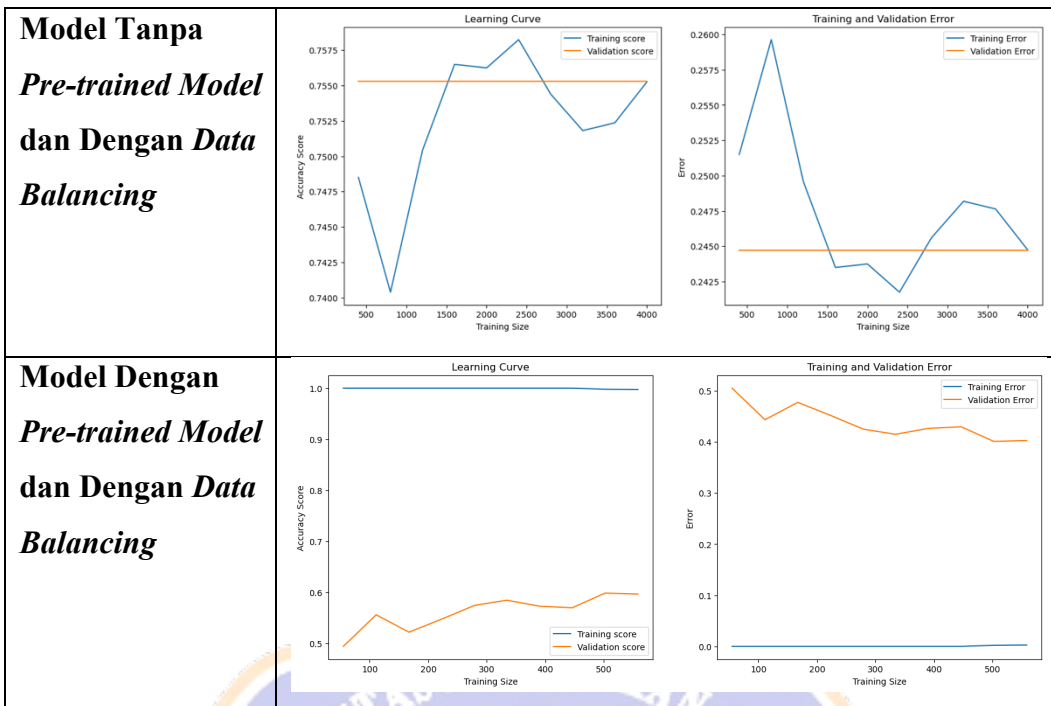 Model Tanpa
Pre-trained Model
dan Dengan Data
Balancing
Learning Curve
Training score
Validation score
Accuracy Score
0.7575
0.7550
0.7525
0.7500
0.7475
0.7450
0.7425
0.7400
500 1000 1500 2000 2500 3000 3500 4000
Training Size
Training and Validation Error
Training Error
Validation Error
Error
0.2600
0.2575
0.2550
0.2525
0.2500
0.2475
0.2450
0.2425
500 1000 1500 2000 2500 3000 3500 4000
Training Size
Model Dengan
Pre-trained Model
dan Dengan Data
Balancing
Learning Curve
Accuracy Score
1.0
0.9
0.8
0.7
0.6
0.5
Training score
Validation score
100 200 300 400 500
Training Size
Training and Validation Error
Training Error
Validation Error
Error
0.5
0.4
0.3
0.2
0.1
0.0
100 200 300 400 500
Training Size